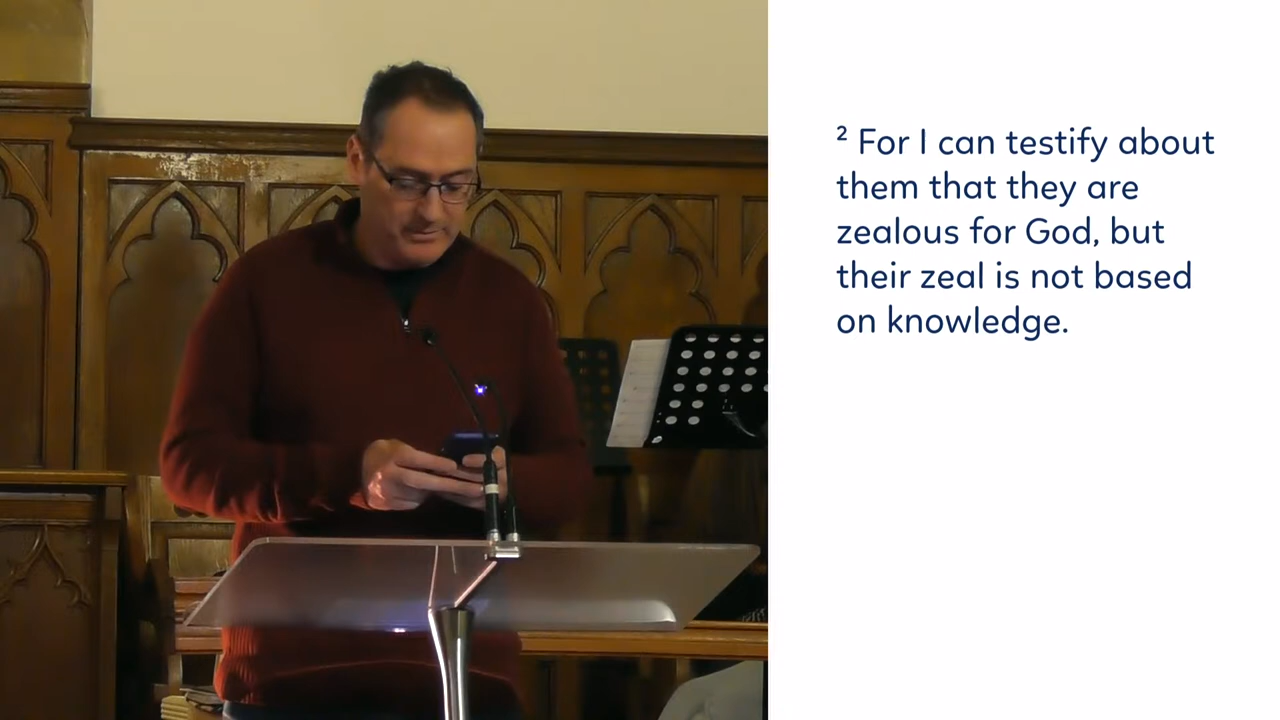 ² For I can testify about
them that they are
zealous for God, but
their zeal is not based
on knowledge.